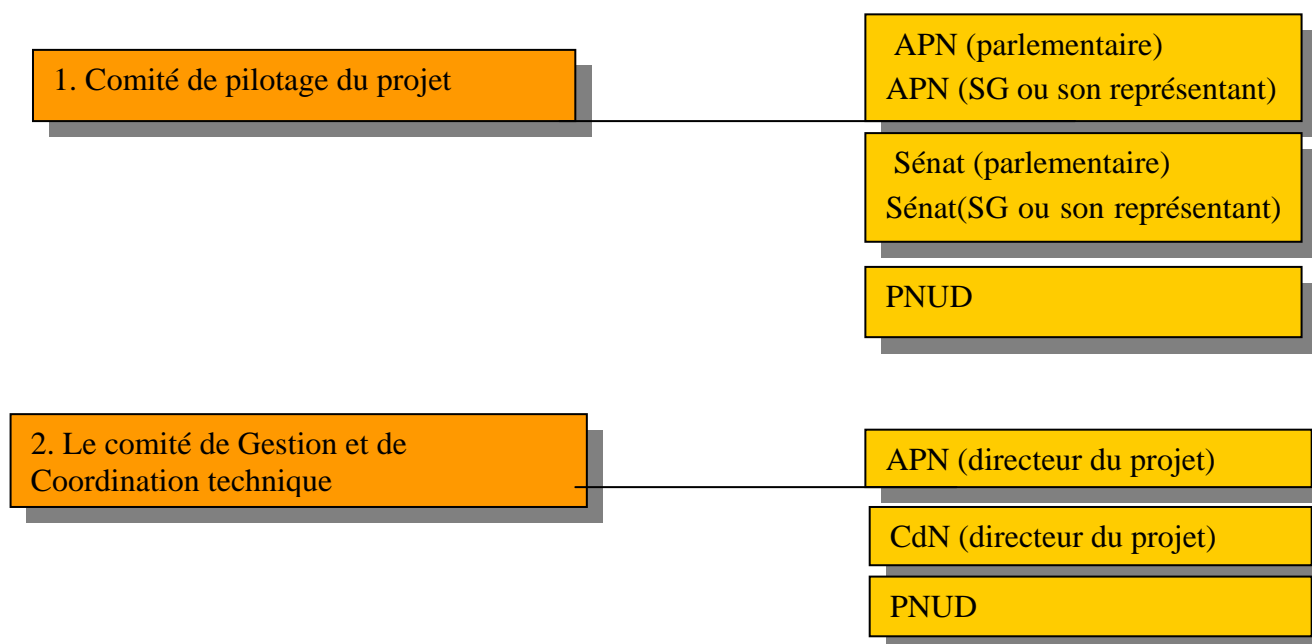 1. Comité de pilotage du projet
APN (parlementaire)
APN (SG ou son représentant)
Sénat (parlementaire)
Sénat(SG ou son représentant)
PNUD
2. Le comité de Gestion et de
Coordination technique
APN (directeur du projet)
CdN (directeur du projet)
PNUD